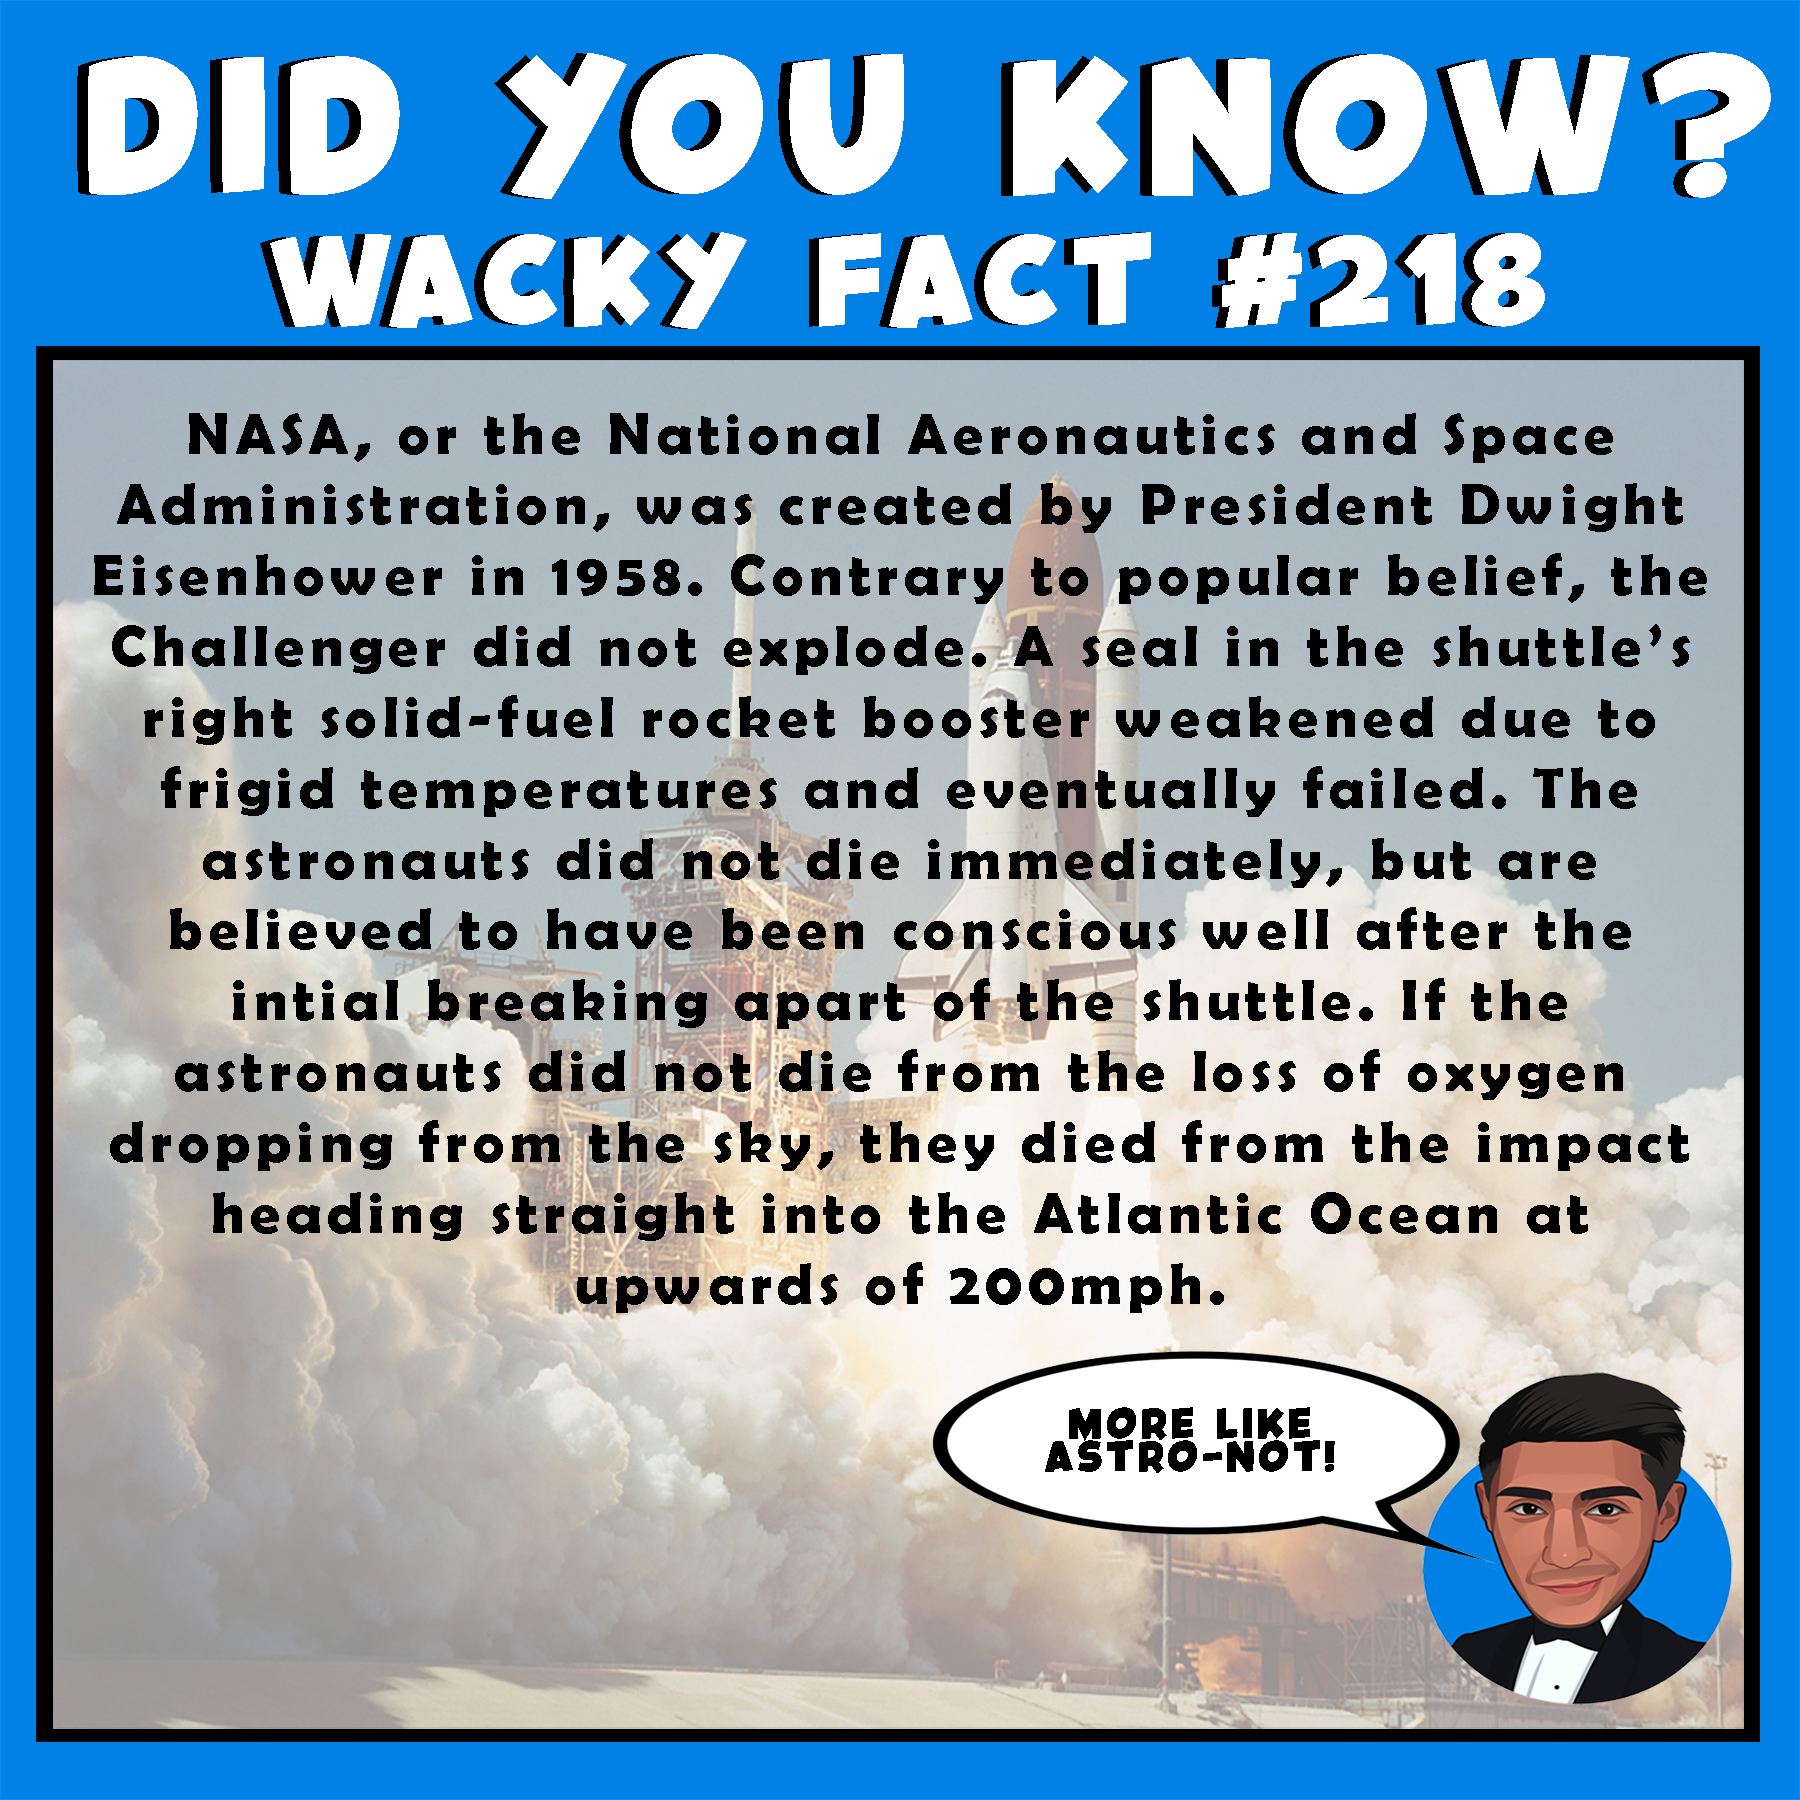 DID YOU KNOW?
WACKY FACT #218
NASA, or the National Aeronautics and Space
Administration, was created by President Dwight
Eisenhower in 1958. Contrary to popular belief, the
Challenger did not explode. A seal in the shuttle's
right solid-fuel rocket booster weakened due to
frigid temperatures and eventually failed. The
astronauts did not die immediately, but are
believed to have been conscious well after the
intial breaking apart of the shuttle. If the
astronauts did not die from the loss of oxygen
dropping from the sky, they died from the impact
heading straight into the Atlantic Ocean at
upwards of 200mph.
MORE LIKE
ASTRO-NOT!